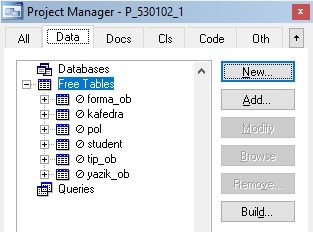 Project Manager - P_530102_1
All Data Docs Cls Code Oth
Databases
Free Tables
forma_ob
kafedra
pol
student
tip_ob
yazik_ob
Queries
New...
Add...
Modify
Browse
Remove...
Build...